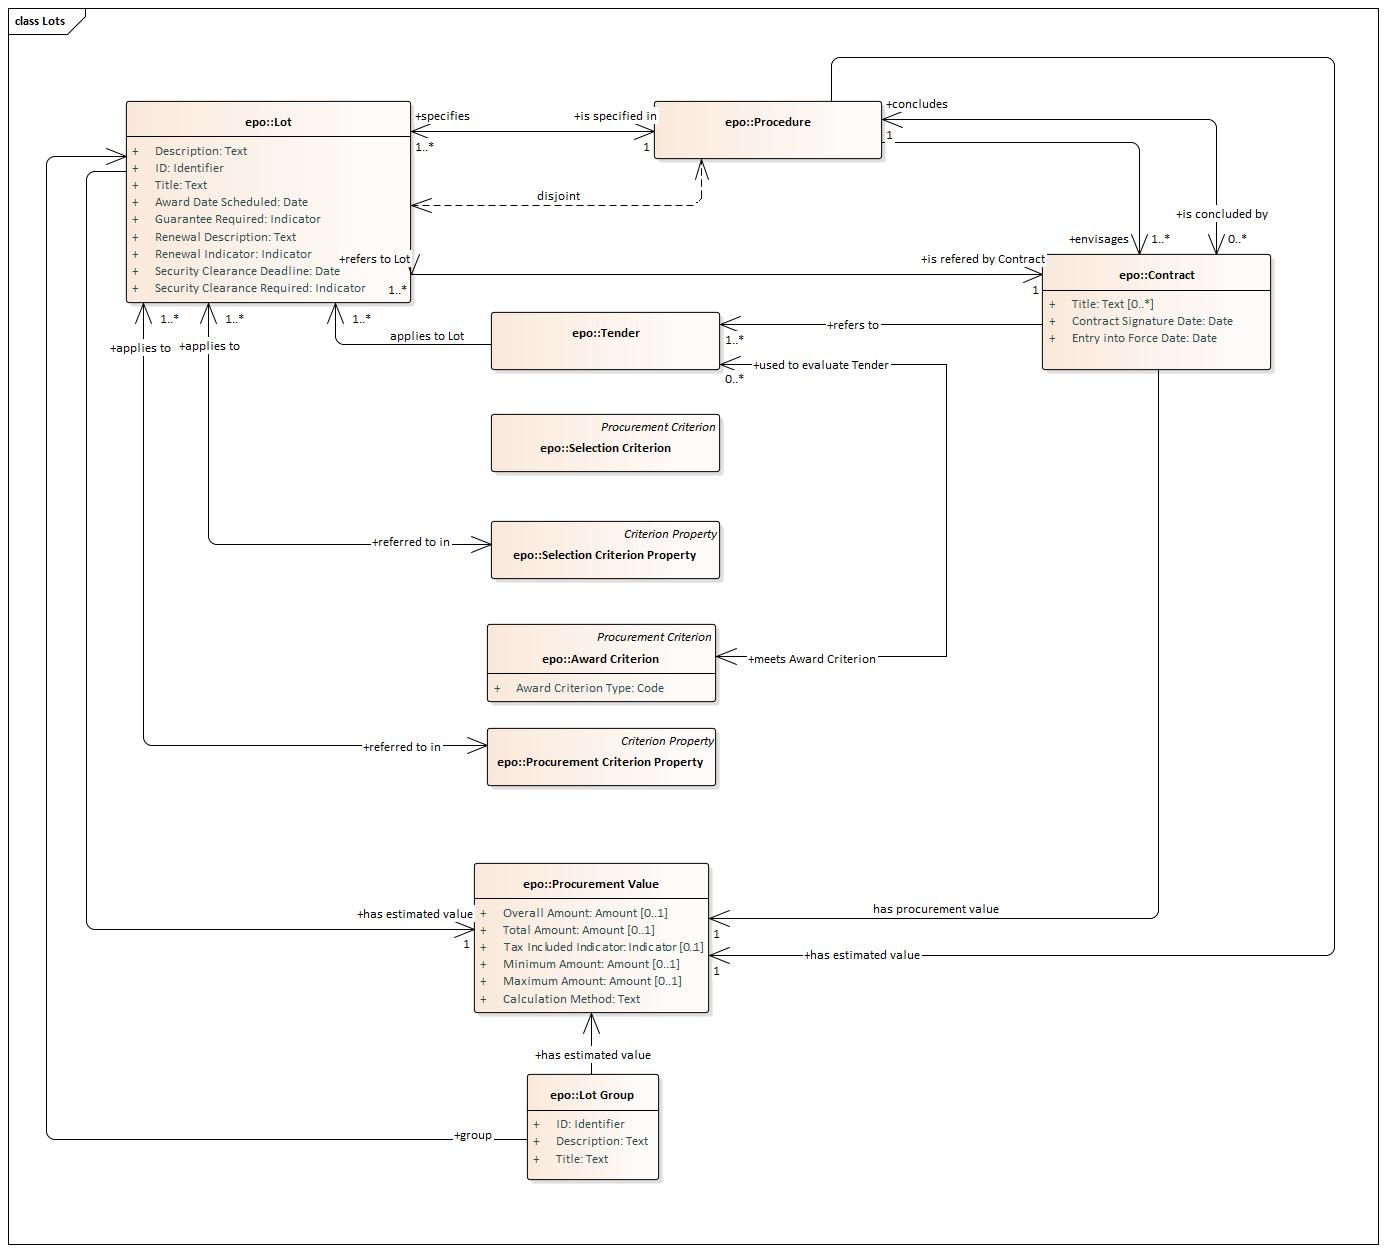 class Lots
epo::Lot
+ Description: Text
+ ID: Identifier
+ Title: Text
+ Award Date Scheduled: Date
+ Guarantee Required: Indicator
+ Renewal Description: Text
+ Renewal Indicator: Indicator
+ Security Clearance Deadline: Date
+ Security Clearance Required: Indicator
+specifies
1..*
+is specified in
1
epo::Procedure
+concludes
1
disjoint
+is concluded by
0..*
+envisages
1..*
+refers to Lot
1..*
+is refered by Contract
1
epo::Contract
+ Title: Text [0..*]
+ Contract Signature Date: Date
+ Entry into Force Date: Date
1..*
1..*
1..*
+applies to
+applies to
applies to Lot
epo::Tender
+refers to
1..*
+used to evaluate Tender
0..*
Procurement Criterion
epo::Selection Criterion
Criterion Property
epo::Selection Criterion Property
+referred to in
Procurement Criterion
epo::Award Criterion
+ Award Criterion Type: Code
+meets Award Criterion
Criterion Property
epo::Procurement Criterion Property
+referred to in
epo::Procurement Value
+ Overall Amount: Amount [0..1]
+ Total Amount: Amount [0..1]
+ Tax Included Indicator: Indicator [0.1]
+ Minimum Amount: Amount [0..1]
+ Maximum Amount: Amount [0..1]
+ Calculation Method: Text
+has estimated value
1
has procurement value
1
+has estimated value
1
+has estimated value
epo::Lot Group
+ ID: Identifier
+ Description: Text
+ Title: Text
+group